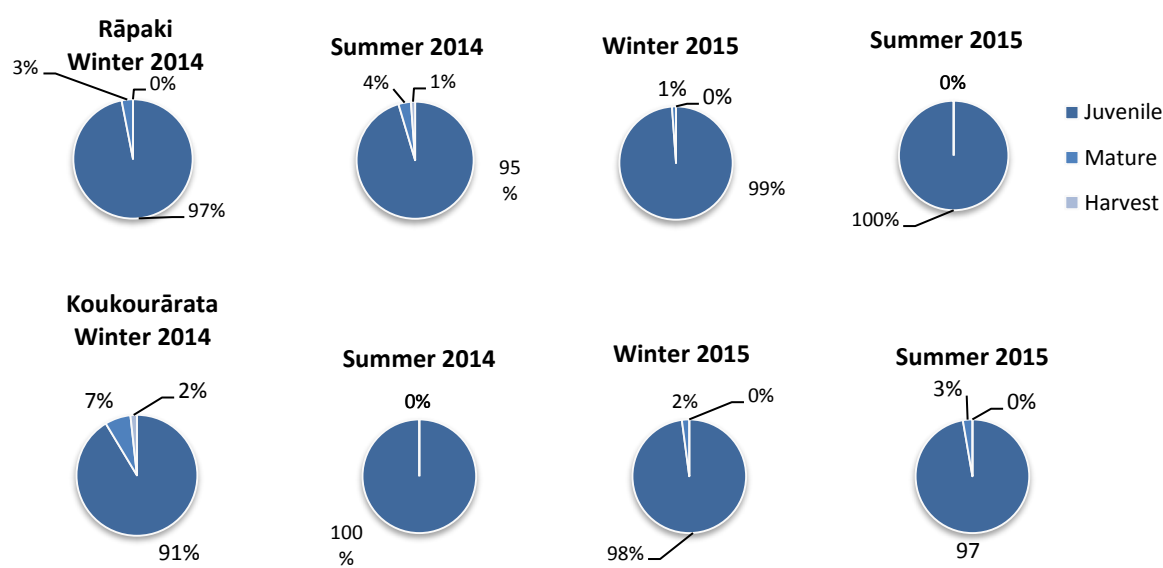 Rāpaki
Winter 2014
3%
0%
97%
Summer 2014
4%
1%
95
%
Winter 2015
1%
0%
99%
Summer 2015
0%
100%
Juvenile
Mature
Harvest
Koukourārata
Winter 2014
7%
2%
91%
Summer 2014
0%
100
%
Winter 2015
2%
0%
98%
Summer 2015
3%
0%
97